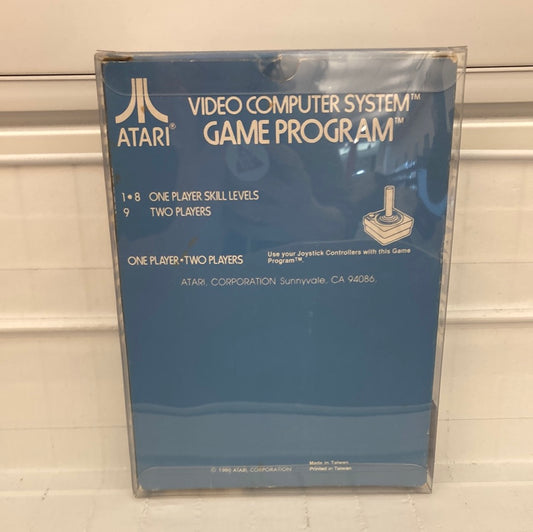 ATARI®
VIDEO COMPUTER SYSTEM™
GAME PROGRAM™
1•8 ONE PLAYER SKILL LEVELS
9 TWO PLAYERS
ONE PLAYER•TWO PLAYERS
Use your Joystick Controllers with this Game
Program™.
ATARI, CORPORATION Sunnyvale, CA 94086.
© ATARI CORPORATION
Made in Taiwan
Printed in Taiwan